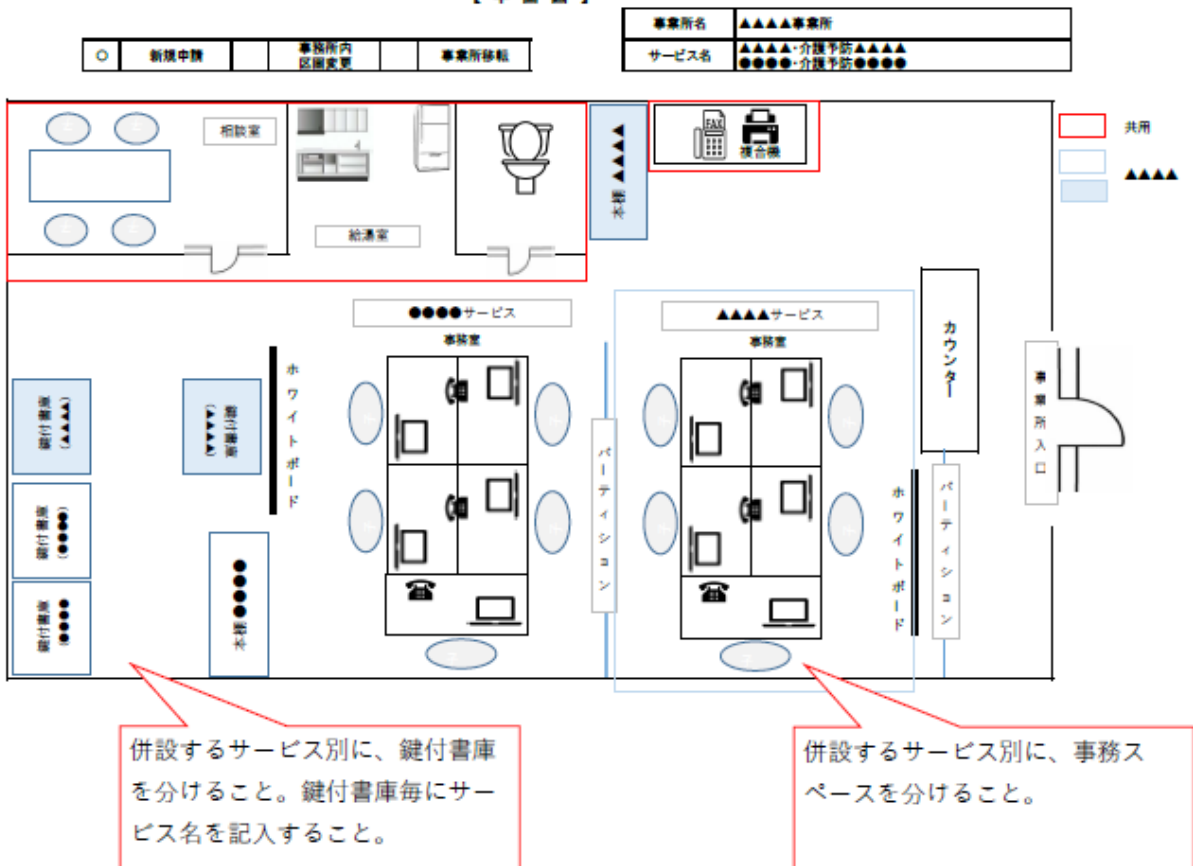 【平面図】
事業所名 ▲▲▲▲事業所
サービス名 ▲▲▲▲・介護予防▲▲▲▲
●●●●・介護予防●●●●
○ 新規申請 事務所内 事業所移転
区画変更
相談室
給湯室
本棚 ▲▲▲▲
FAX
複合機
共用
▲▲▲▲
●●●●サービス
事務室
▲▲▲▲サービス
事務室
カウンター
事業所入口
鍵付書庫
(▲▲▲▲)
鍵付書庫
(▲▲▲▲)
ホワイトボード
パーティション
ホワイトボード
パーティション
鍵付書庫
(●●●●)
鍵付書庫
(●●●●
本棚●●●●
併設するサービス別に、鍵付書庫
を分けること。鍵付書庫毎にサー
ビス名を記入すること。
併設するサービス別に、事務ス
ペースを分けること。